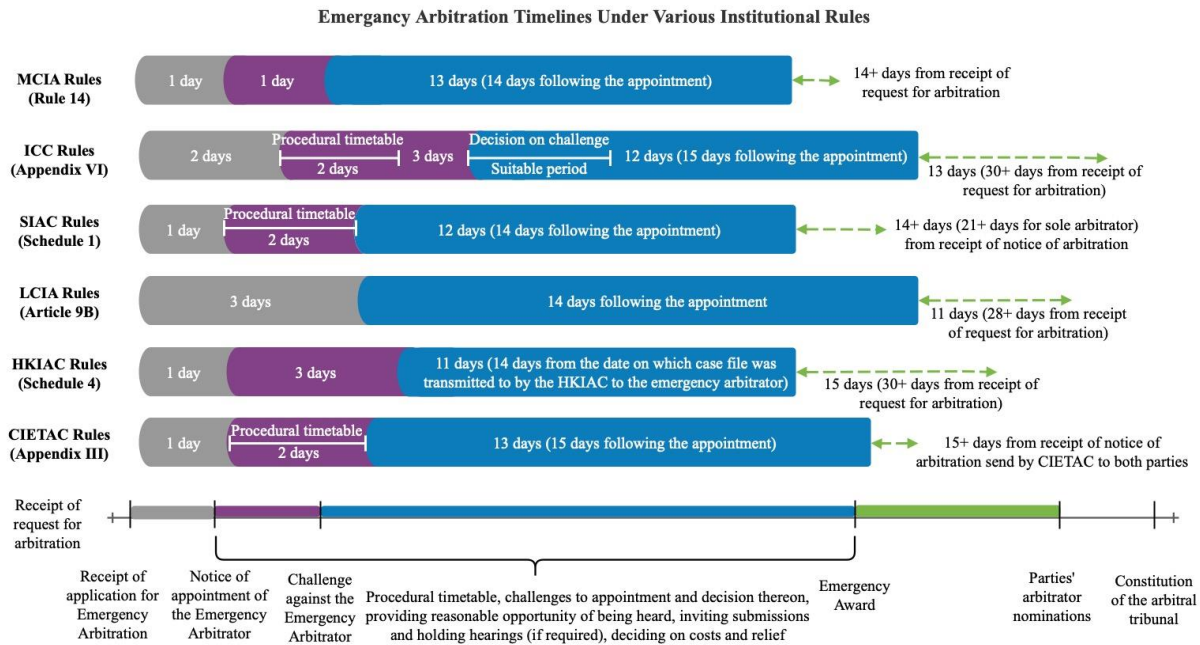 Emergancy Arbitration Timelines Under Various Institutional Rules
MCIA Rules
(Rule 14)
1 day
1 day
13 days (14 days following the appointment)
14+ days from receipt of
request for arbitration
ICC Rules
(Appendix VI)
2 days
Procedural timetable
2 days
3 days
Decision on challenge
Suitable period
12 days (15 days following the appointment)
13 days (30+ days from receipt of
request for arbitration)
SIAC Rules
(Schedule 1)
1 day
Procedural timetable
2 days
12 days (14 days following the appointment)
14+ days (21+ days for sole arbitrator)
from receipt of notice of arbitration
LCIA Rules
(Article 9B)
3 days
14 days following the appointment
11 days (28+ days from receipt
of request for arbitration)
HKIAC Rules
(Schedule 4)
1 day
3 days
11 days (14 days from the date on which case file was
transmitted to by the HKIAC to the emergency arbitrator)
15 days (30+ days from receipt of
request for arbitration)
CIETAC Rules
(Appendix III)
1 day
Procedural timetable
2 days
13 days (15 days following the appointment)
15+ days from receipt of notice of
arbitration send by CIETAC to both parties
Receipt of
request for
arbitration
Receipt of
application for
Emergency
Arbitration
Notice of
appointment of
the Emergency
Arbitrator
Challenge
against the
Emergency
Arbitrator
Procedural timetable, challenges to appointment and decision thereon,
providing reasonable opportunity of being heard, inviting submissions
and holding hearings (if required), deciding on costs and relief
Emergency
Award
Parties'
arbitrator
nominations
Constitution
of the arbitral
tribunal